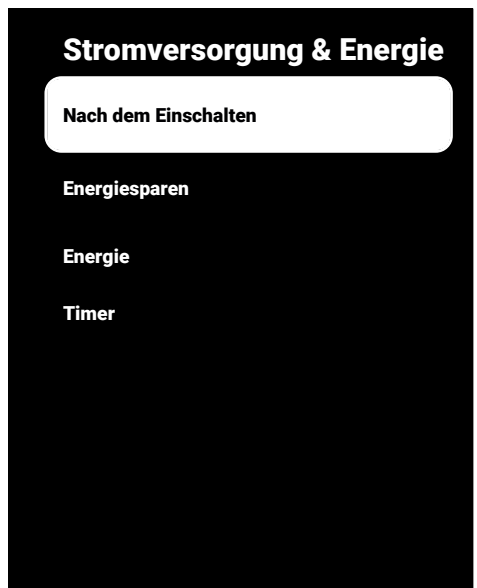 Stromversorgung & Energie
Nach dem Einschalten
Energiesparen
Energie
Timer